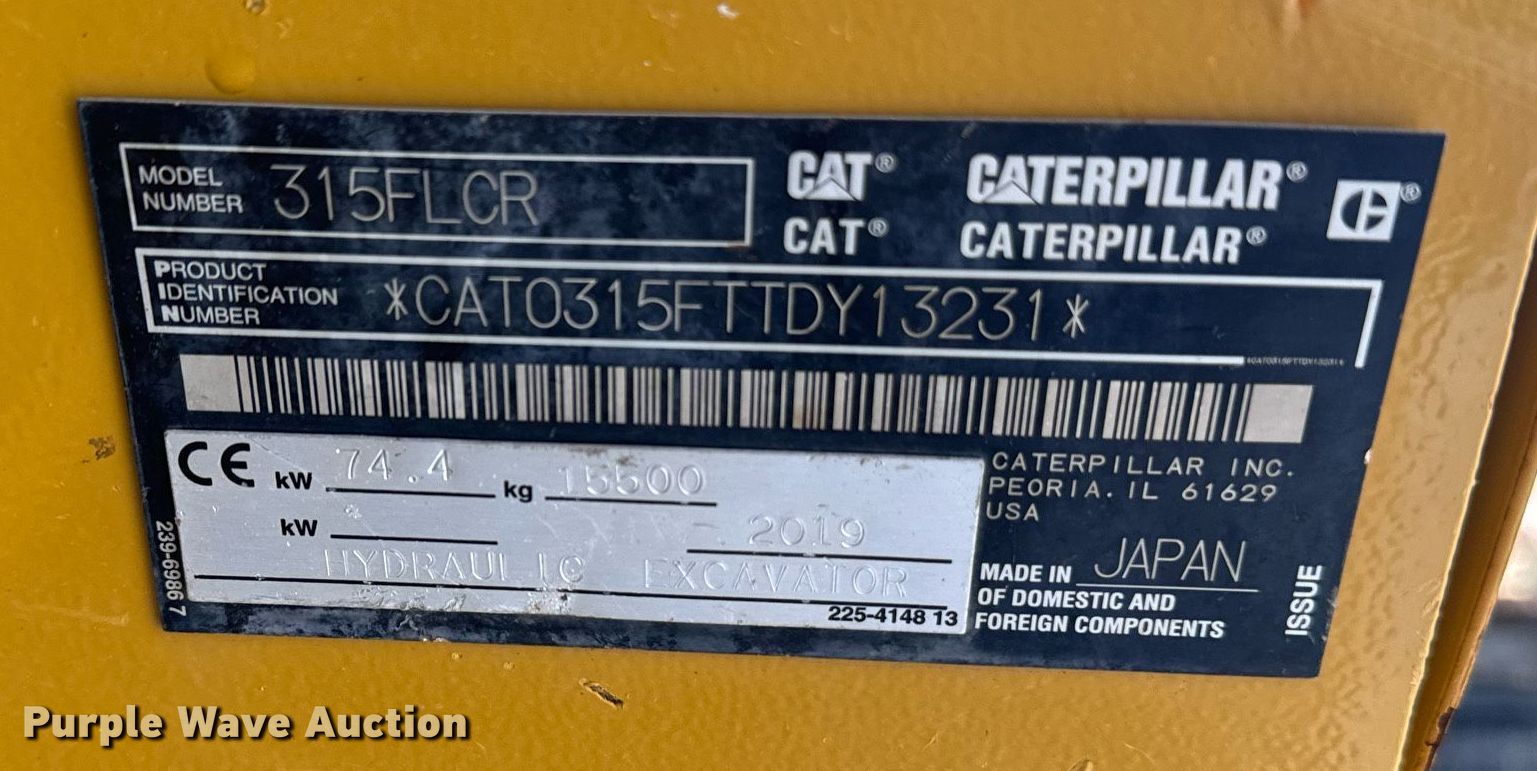 MODEL NUMBER 315FLCR
CAT® CATERPILLAR®
CAT® CATERPILLAR®
PRODUCT IDENTIFICATION NUMBER *CAT0315FTTDY13231*
*CAT0315FTTDY13231*
CE kW 74.4 kg 15500
kW 2019
HYDRAULIC EXCAVATOR
225-4148 13
239-6986 7
CATERPILLAR INC.
PEORIA. IL 61629
USA
MADE IN JAPAN
OF DOMESTIC AND
FOREIGN COMPONENTS
ISSUE
Purple Wave Auction